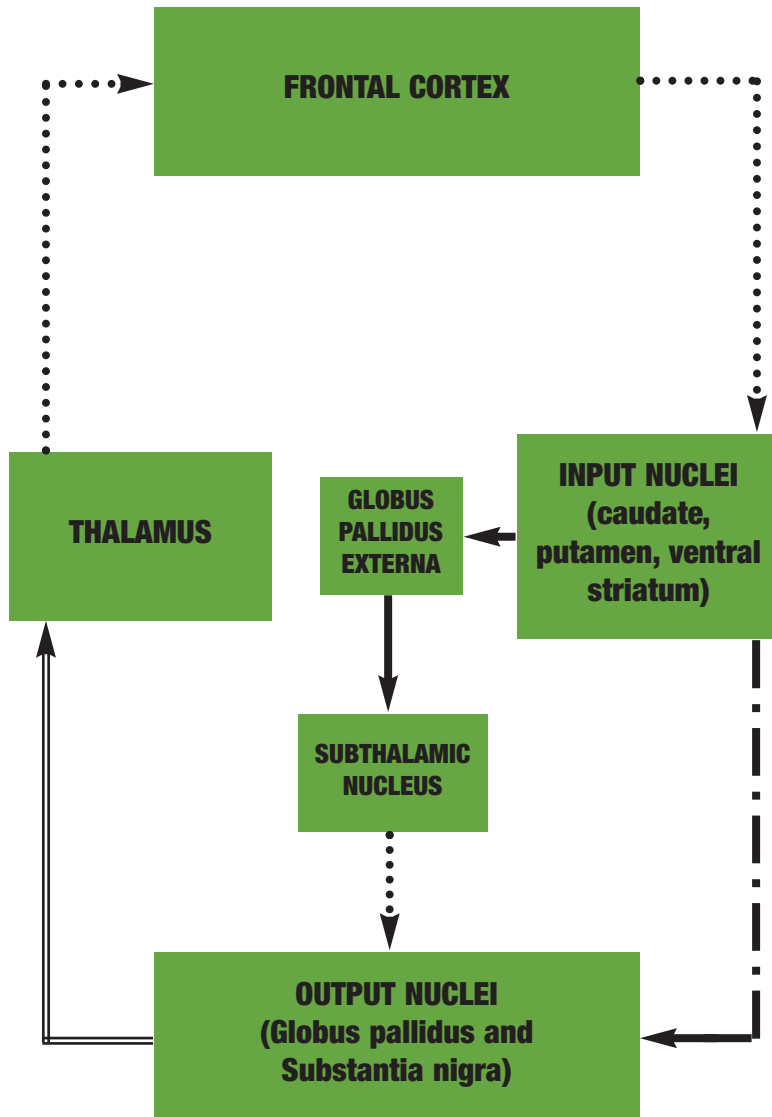 FRONTAL CORTEX
THALAMUS
GLOBUS
PALLIDUS
EXTERNA
INPUT NUCLEI
(caudate,
putamen, ventral
striatum)
SUBTHALAMIC
NUCLEUS
OUTPUT NUCLEI
(Globus pallidus and
Substantia nigra)